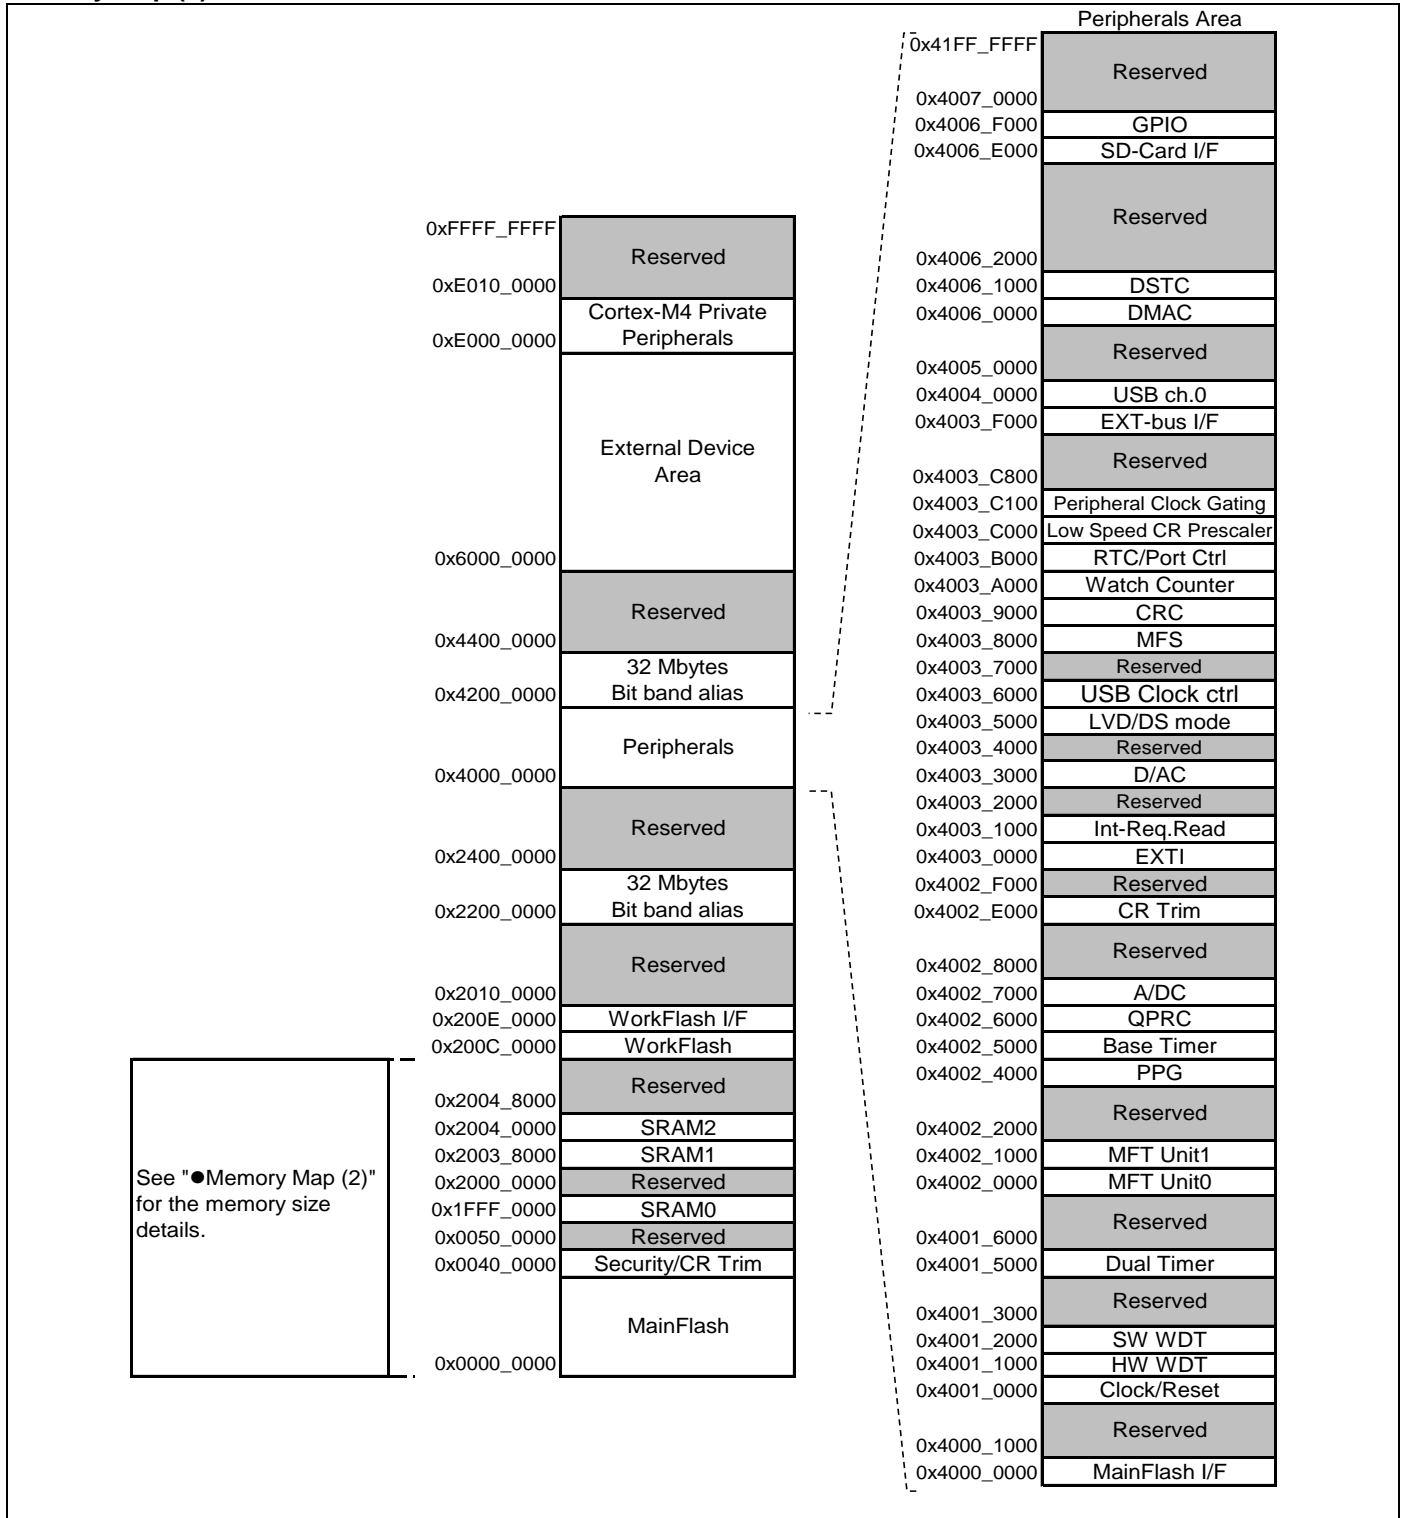 Peripherals Area
0x41FF_FFFF
Reserved
0x4007_0000
0x4006_F000 GPIO
0x4006_E000 SD-Card I/F
Reserved
0x4006_2000
0x4006_1000 DSTC
0x4006_0000 DMAC
Reserved
0x4005_0000
0x4004_0000 USB ch.0
0x4003_F000 EXT-bus I/F
Reserved
0x4003_C800
0x4003_C100 Peripheral Clock Gating
0x4003_C000 Low Speed CR Prescaler
0x4003_B000 RTC/Port Ctrl
0x4003_A000 Watch Counter
0x4003_9000 CRC
0x4003_8000 MFS
0x4003_7000 Reserved
0x4003_6000 USB Clock ctrl
0x4003_5000 LVD/DS mode
0x4003_4000 Reserved
0x4003_3000 D/AC
0x4003_2000 Reserved
0x4003_1000 Int-Req.Read
0x4003_0000 EXTI
0x4002_F000 Reserved
0x4002_E000 CR Trim
Reserved
0x4002_8000
0x4002_7000 A/DC
0x4002_6000 QPRC
0x4002_5000 Base Timer
0x4002_4000 PPG
Reserved
0x4002_2000
0x4002_1000 MFT Unit1
0x4002_0000 MFT Unit0
Reserved
0x4001_6000
0x4001_5000 Dual Timer
Reserved
0x4001_3000
0x4001_2000 SW WDT
0x4001_1000 HW WDT
0x4001_0000 Clock/Reset
Reserved
0x4000_1000
0x4000_0000 MainFlash I/F
0xFFFF_FFFF
Reserved
0xE010_0000
Cortex-M4 Private
0xE000_0000 Peripherals
External Device
Area
0x6000_0000
Reserved
0x4400_0000
32 Mbytes
0x4200_0000 Bit band alias
Peripherals
0x4000_0000
Reserved
0x2400_0000
32 Mbytes
0x2200_0000 Bit band alias
Reserved
0x2010_0000
0x200E_0000 WorkFlash I/F
0x200C_0000 WorkFlash
Reserved
0x2004_8000
0x2004_0000 SRAM2
0x2003_8000 SRAM1
0x2000_0000 Reserved
0x1FFF_0000 SRAM0
0x0050_0000 Reserved
0x0040_0000 Security/CR Trim
MainFlash
0x0000_0000
See "●Memory Map (2)"
for the memory size
details.